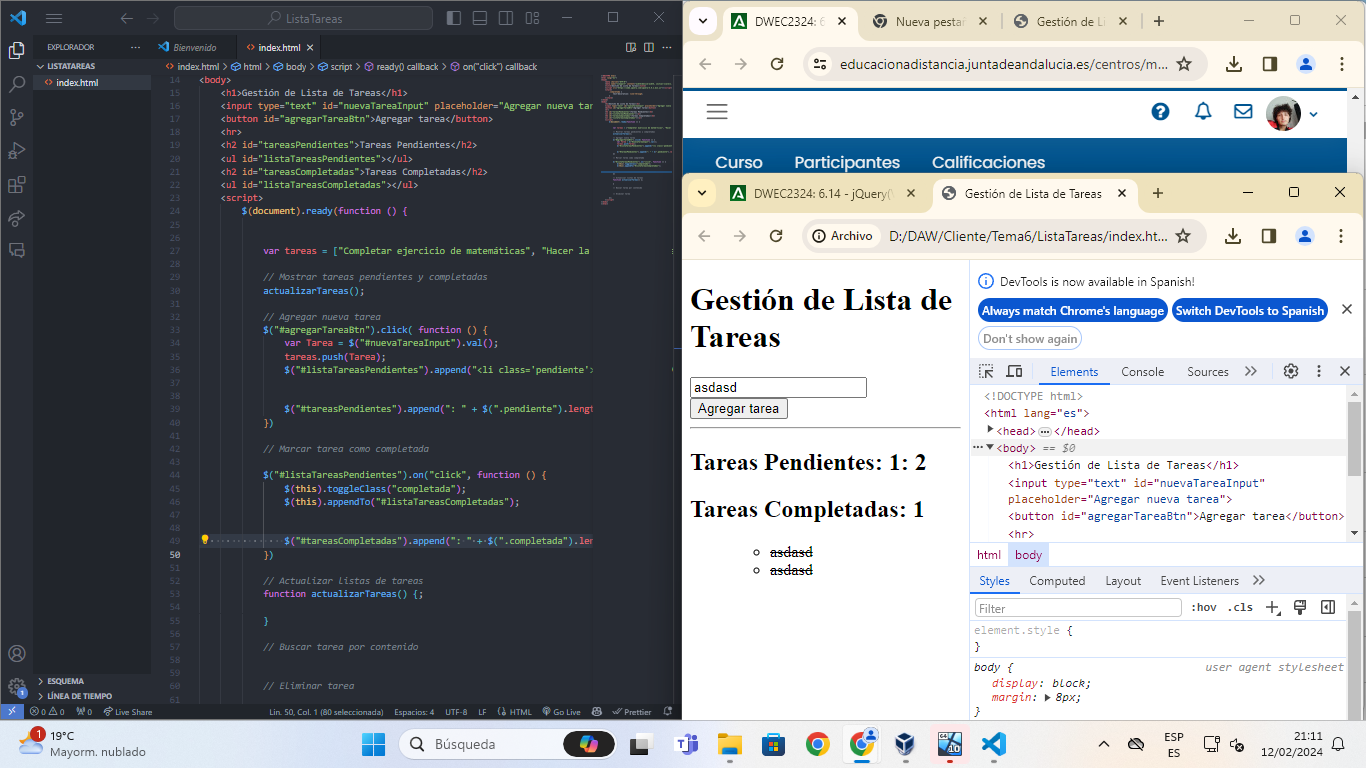 ListaTareas
EXPLORADOR
LISTATAREAS
index.html
ESQUEMA
LÍNEA DE TIEMPO
Bienvenido
index.html
index.html > html > body > script > ready() callback > on("click") callback
14 <body>
15 <h1>Gestión de Lista de Tareas</h1>
16 <input type="text" id="nuevaTareaInput" placeholder="Agregar nueva tar
17 <button id="agregarTareaBtn">Agregar tarea</button>
18 <hr>
19 <h2 id="tareasPendientes">Tareas Pendientes</h2>
20 <ul id="listaTareasPendientes"></ul>
21 <h2 id="tareasCompletadas">Tareas Completadas</h2>
22 <ul id="listaTareasCompletadas"></ul>
23 <script>
24 $(document).ready(function () {
25
26
27 var tareas = ["Completar ejercicio de matemáticas", "Hacer la
28
29 // Mostrar tareas pendientes y completadas
30 actualizarTareas();
31
32 // Agregar nueva tarea
33 $("#agregarTareaBtn").click( function () {
34 var Tarea = $("#nuevaTareaInput").val();
35 tareas.push(Tarea);
36 $("#listaTareasPendientes").append("<li class='pendiente'>
37
38
39 $("#tareasPendientes").append(": " + $(".pendiente").length
40 })
41
42 // Marcar tarea como completada
43
44 $("#listaTareasPendientes").on("click", function () {
45 $(this).toggleClass("completada");
46 $(this).appendTo("#listaTareasCompletadas");
47
48
49 $("#tareasCompletadas").append(": " + $(".completada").len
50 })
51
52 // Actualizar listas de tareas
53 function actualizarTareas() {;
54
55 }
56
57 // Buscar tarea por contenido
58
59
60 // Eliminar tarea
61
0 0 0 Live Share
Lín. 50, Col. 1 (80 seleccionada) Espacios: 4 UTF-8 LF HTML Go Live Prettier
DWEC2324: 6
Nueva pestañ
Gestión de Li
educacionadistancia.juntadeandalucia.es/centros/m...
Curso Participantes Calificaciones
DWEC2324: 6.14 - jQuery(
Gestión de Lista de Tareas
Archivo D:/DAW/Cliente/Tema6/ListaTareas/index.ht...
Gestión de Lista de
Tareas
asdasd
Agregar tarea
Tareas Pendientes: 1: 2
Tareas Completadas: 1
asdasd
asdasd
DevTools is now available in Spanish!
Always match Chrome's language Switch DevTools to Spanish
Don't show again
Elements Console Sources
<!DOCTYPE html>
<html lang="es">
<head> ... </head>
... <body> == $0
<h1>Gestión de Lista de Tareas</h1>
<input type="text" id="nuevaTareaInput"
placeholder="Agregar nueva tarea">
<button id="agregarTareaBtn">Agregar tarea</button>
<hr>
html body
Styles Computed Layout Event Listeners
Filter :hov .cls
element.style {
}
body { user agent stylesheet
display: block;
margin: 8px;
}
1
19°C
Mayorm. nublado
Búsqueda
ESP
ES
21:11
12/02/2024